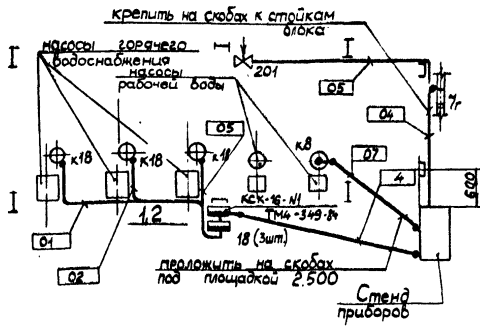 крепить на скобах к стойкам
блока
насосы горячего
водоснабжения
насосы
рабочей воды
I
I
I
201
05
1/г
04
к18
к18
к18
05
к8
07
4
600
I
I
01
02
1,2
КСК-16-№1
ТМ4-349-84
18 (3шт.)
проложить на скобах
под площадкой 2.500
Стенд
приборов